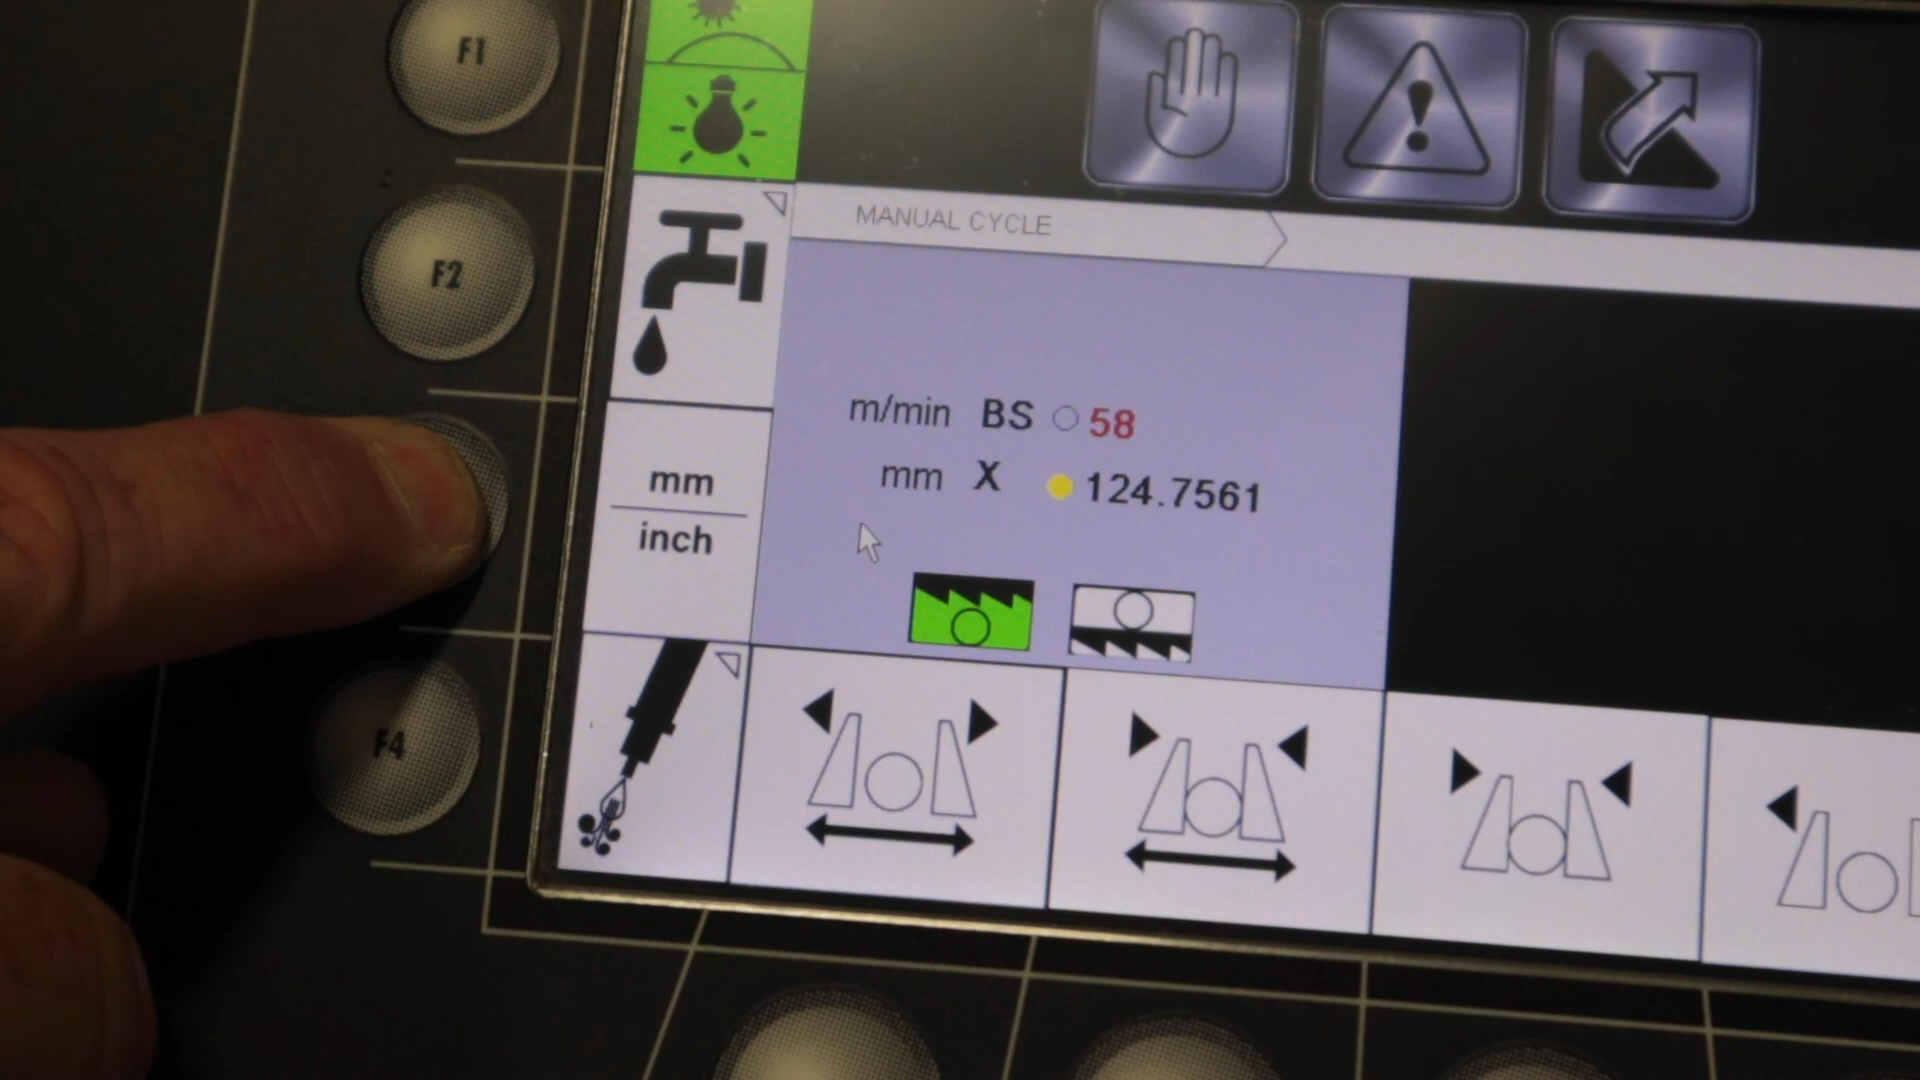 F1
F2
F4
MANUAL CYCLE
m/min BS 58
mm X 124.7561
mm
inch